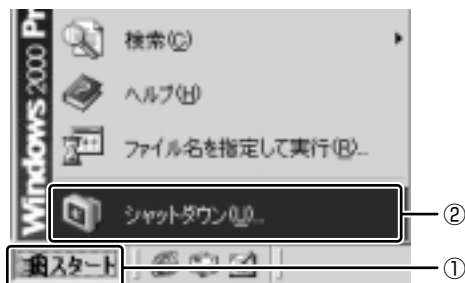 Windows 2000 Pr
検索(C)
ヘルプ(H)
ファイル名を指定して実行(R)...
シャットダウン(U)...
②
スタート
①